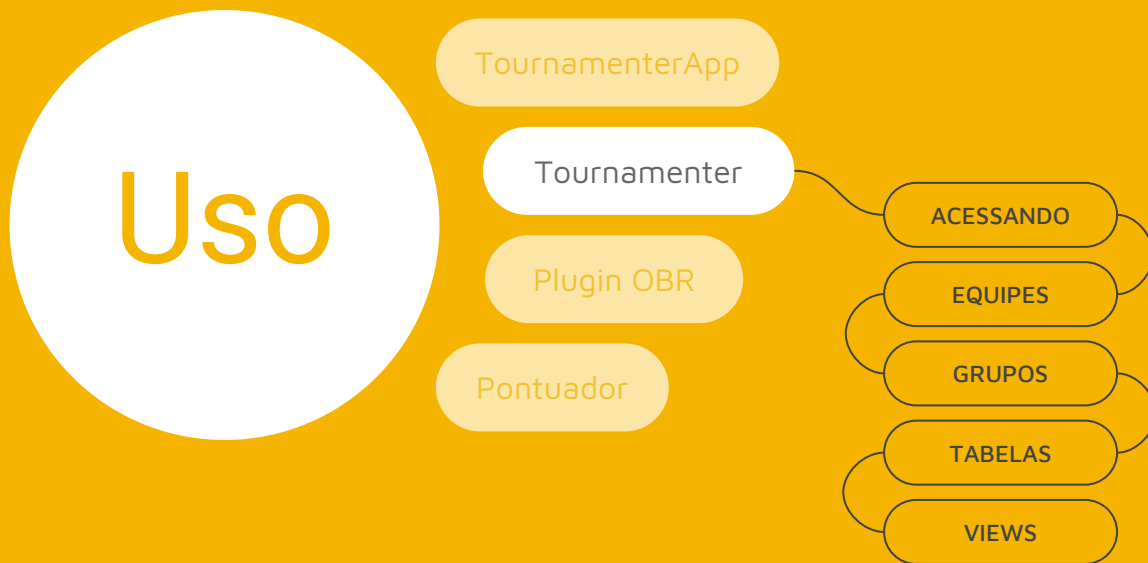 Uso
TournamenterApp
Tournamenter
Plugin OBR
Pontuador
ACESSANDO
EQUIPES
GRUPOS
TABELAS
VIEWS